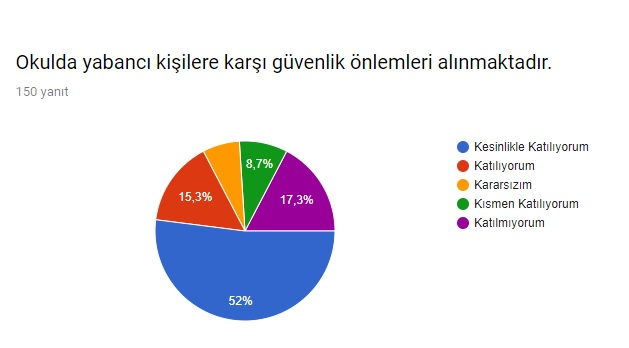 Okulda yabancı kişilere karşı güvenlik önlemleri alınmaktadır.
150 yanıt
8,7%
15,3%
17,3%
52%
Kesinlikle Katılıyorum
Katılıyorum
Kararsızım
Kısmen Katılıyorum
Katılmıyorum